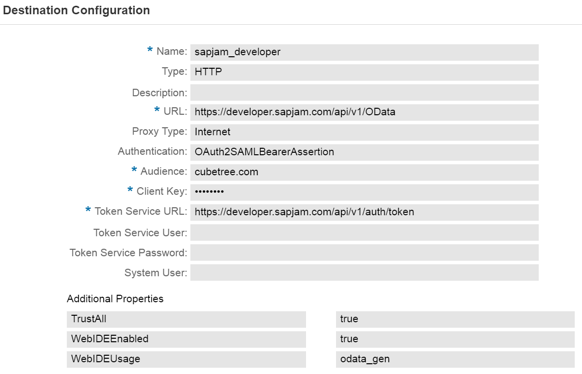 Destination Configuration
* Name: sapjam_developer
Type: HTTP
Description:
* URL: https://developer.sapjam.com/api/v1/OData
Proxy Type: Internet
Authentication: OAuth2SAMLBearerAssertion
* Audience: cubetree.com
* Client Key: ••••••••
* Token Service URL: https://developer.sapjam.com/api/v1/auth/token
Token Service User:
Token Service Password:
System User:
Additional Properties
TrustAll true
WebIDEEnabled true
WebIDEUsage odata_gen